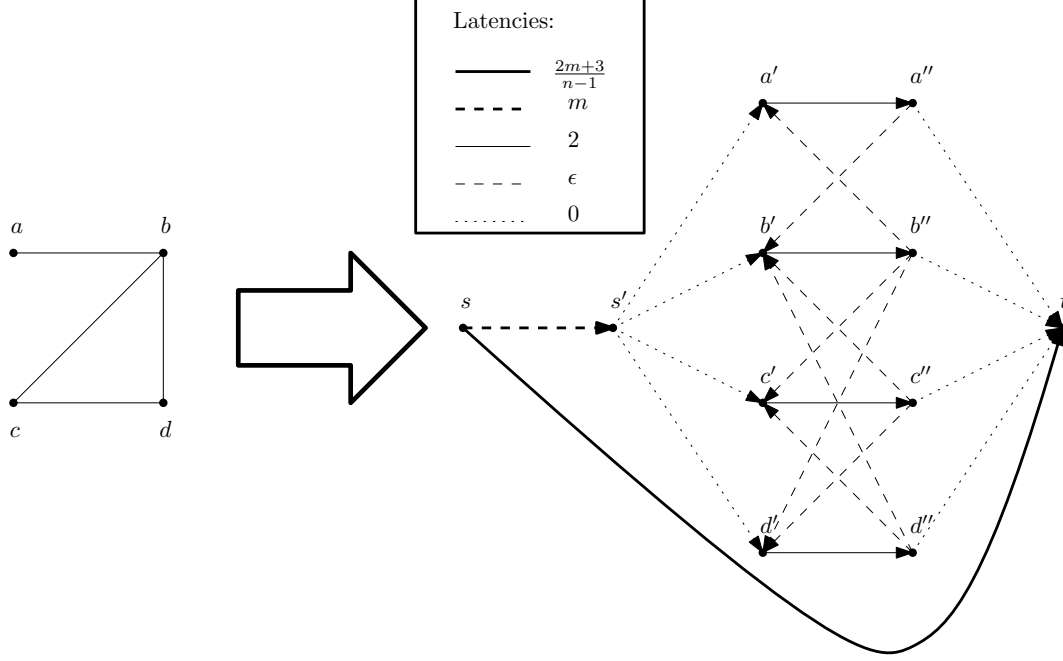 Latencies:
2m+3
n−1
m
2
ϵ
0
a′ a′′
a b
b′ b′′
s s′
c′ c′′
c d
d′ d′′